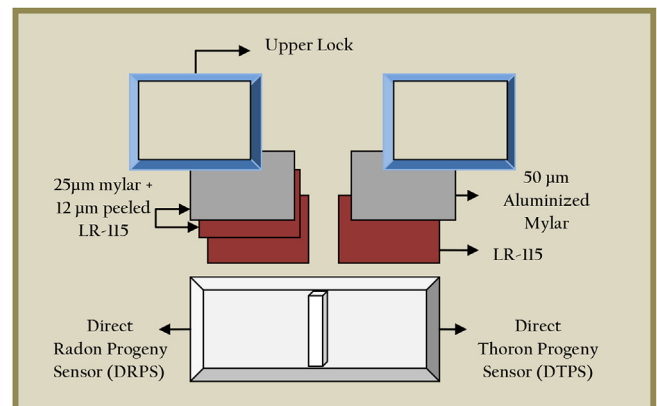 Upper Lock
25µm mylar +
12 µm peeled
LR-115
50 µm
Aluminized
Mylar
LR-115
Direct
Radon Progeny
Sensor (DRPS)
Direct
Thoron Progeny
Sensor (DTPS)